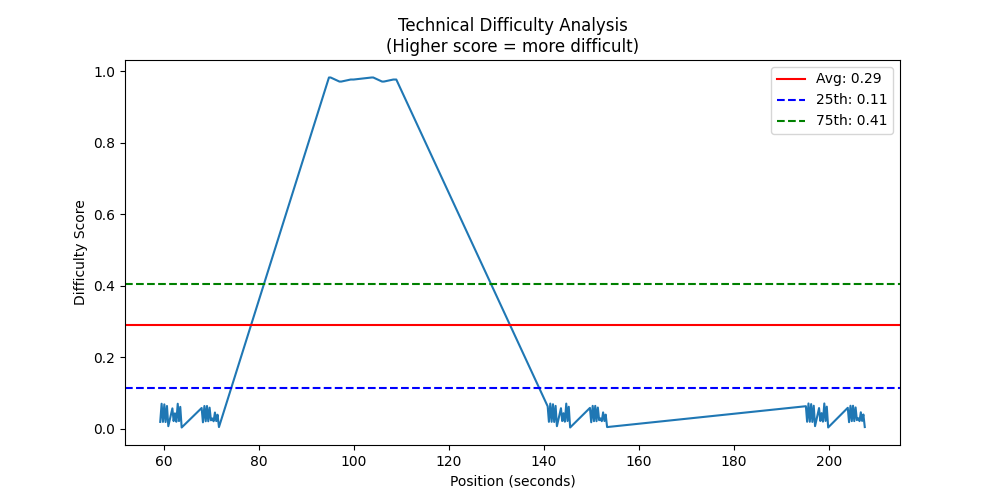 Technical Difficulty Analysis
(Higher score = more difficult)
Avg: 0.29
25th: 0.11
75th: 0.41
Difficulty Score
1.0
0.8
0.6
0.4
0.2
0.0
60 80 100 120 140 160 180 200
Position (seconds)